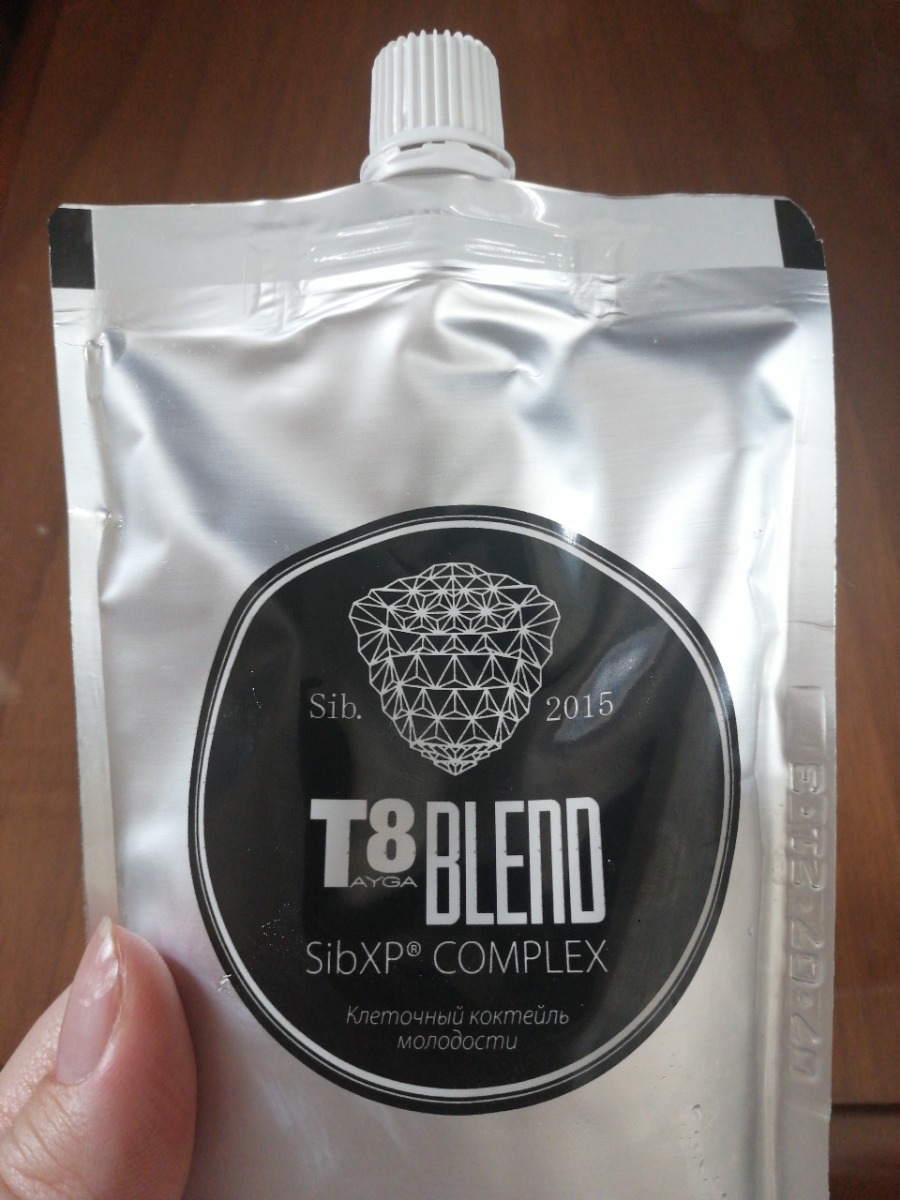 Sib. 2015
T8 BLEND
AYGA
SibXP® COMPLEX
Клеточный коктейль
молодости